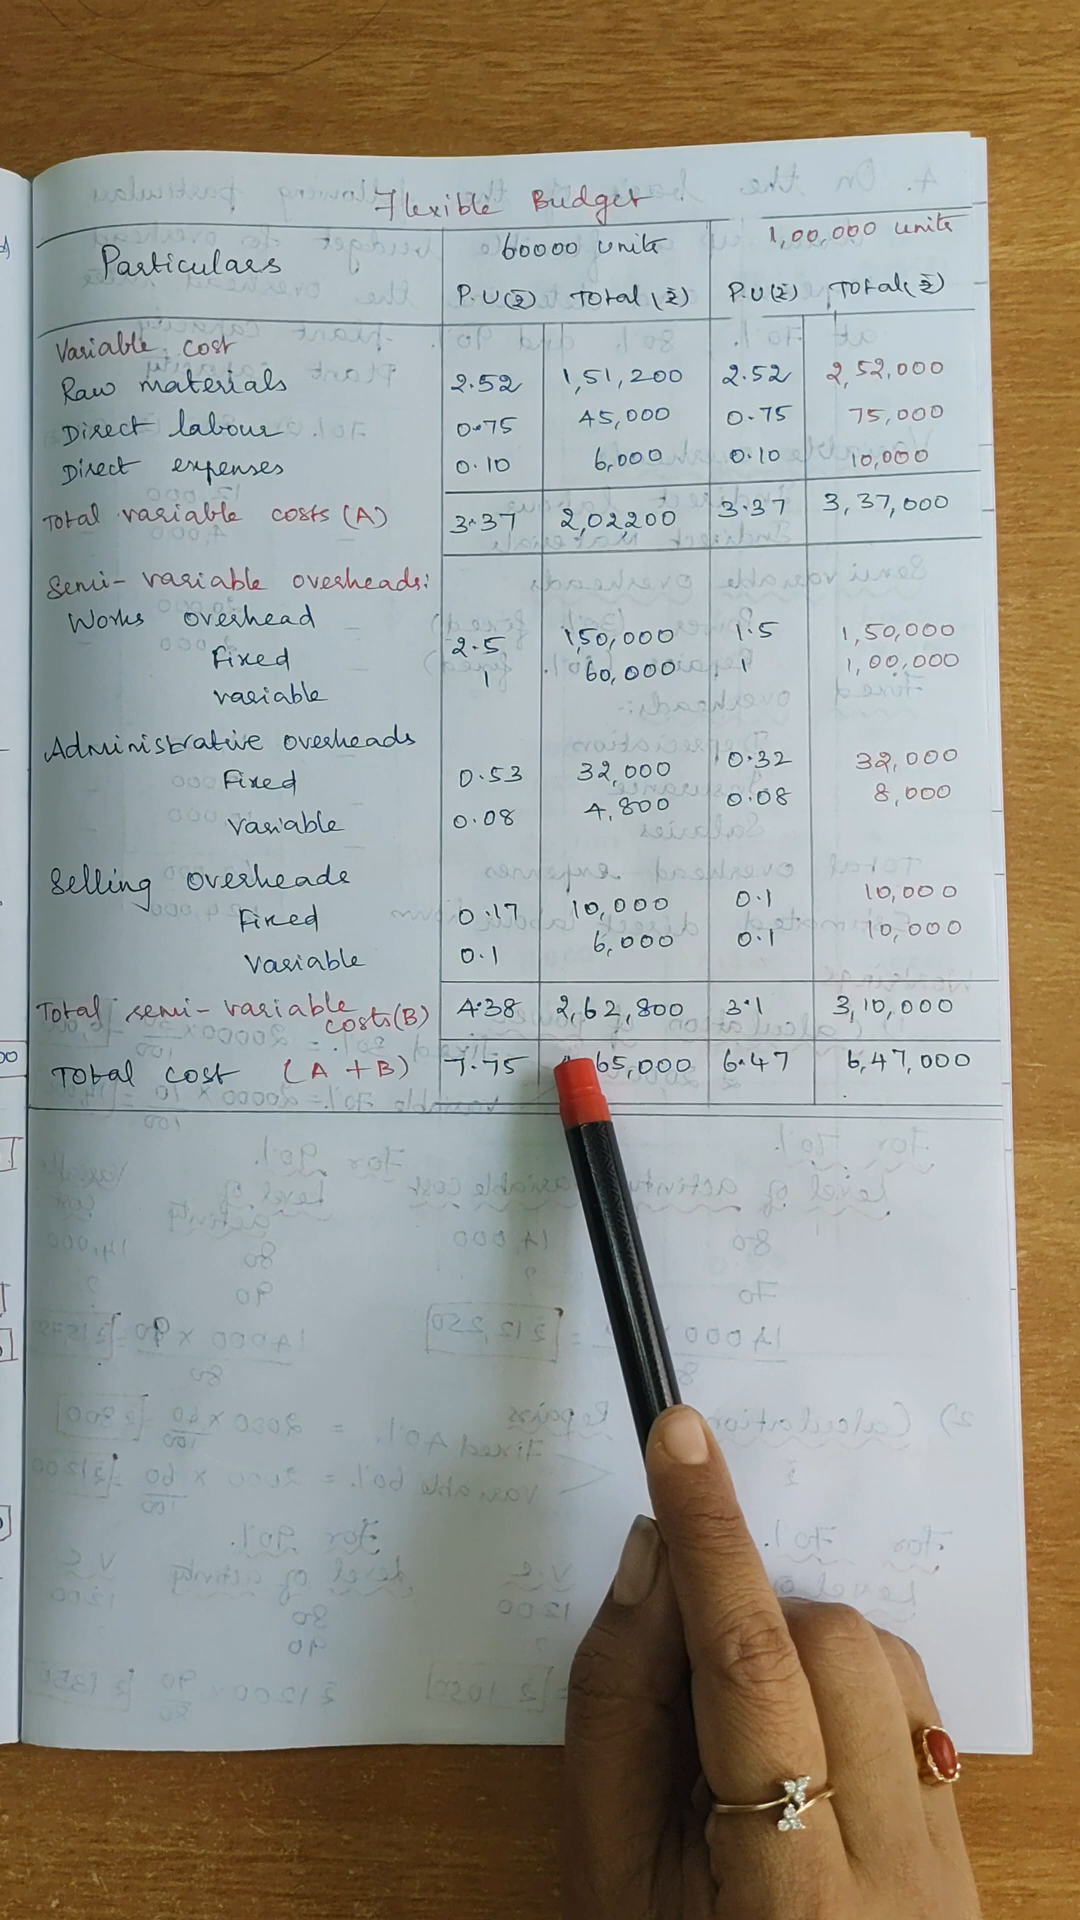 Flexible Budget
Particulars 60000 units 1,00,000 units
P.U(₹) Total(₹) P.U(₹) Total(₹)
Variable cost
Raw materials 2.52 1,51,200 2.52 2,52,000
Direct labour 0.75 45,000 0.75 75,000
Direct expenses 0.10 6,000 0.10 10,000
Total variable costs (A) 3.37 2,02,200 3.37 3,37,000
Semi-variable overheads:
Works overhead
Fixed 2.5 1,50,000 1.5 1,50,000
variable 1 60,000 1 1,00,000
Administrative overheads
Fixed 0.53 32,000 0.32 32,000
Variable 0.08 4,800 0.08 8,000
Selling overheads
Fixed 0.17 10,000 0.1 10,000
Variable 0.1 6,000 0.1 10,000
Total semi-variable costs(B) 4.38 2,62,800 3.1 3,10,000
Total cost (A+B) 7.75 65,000 6.47 6,47,000